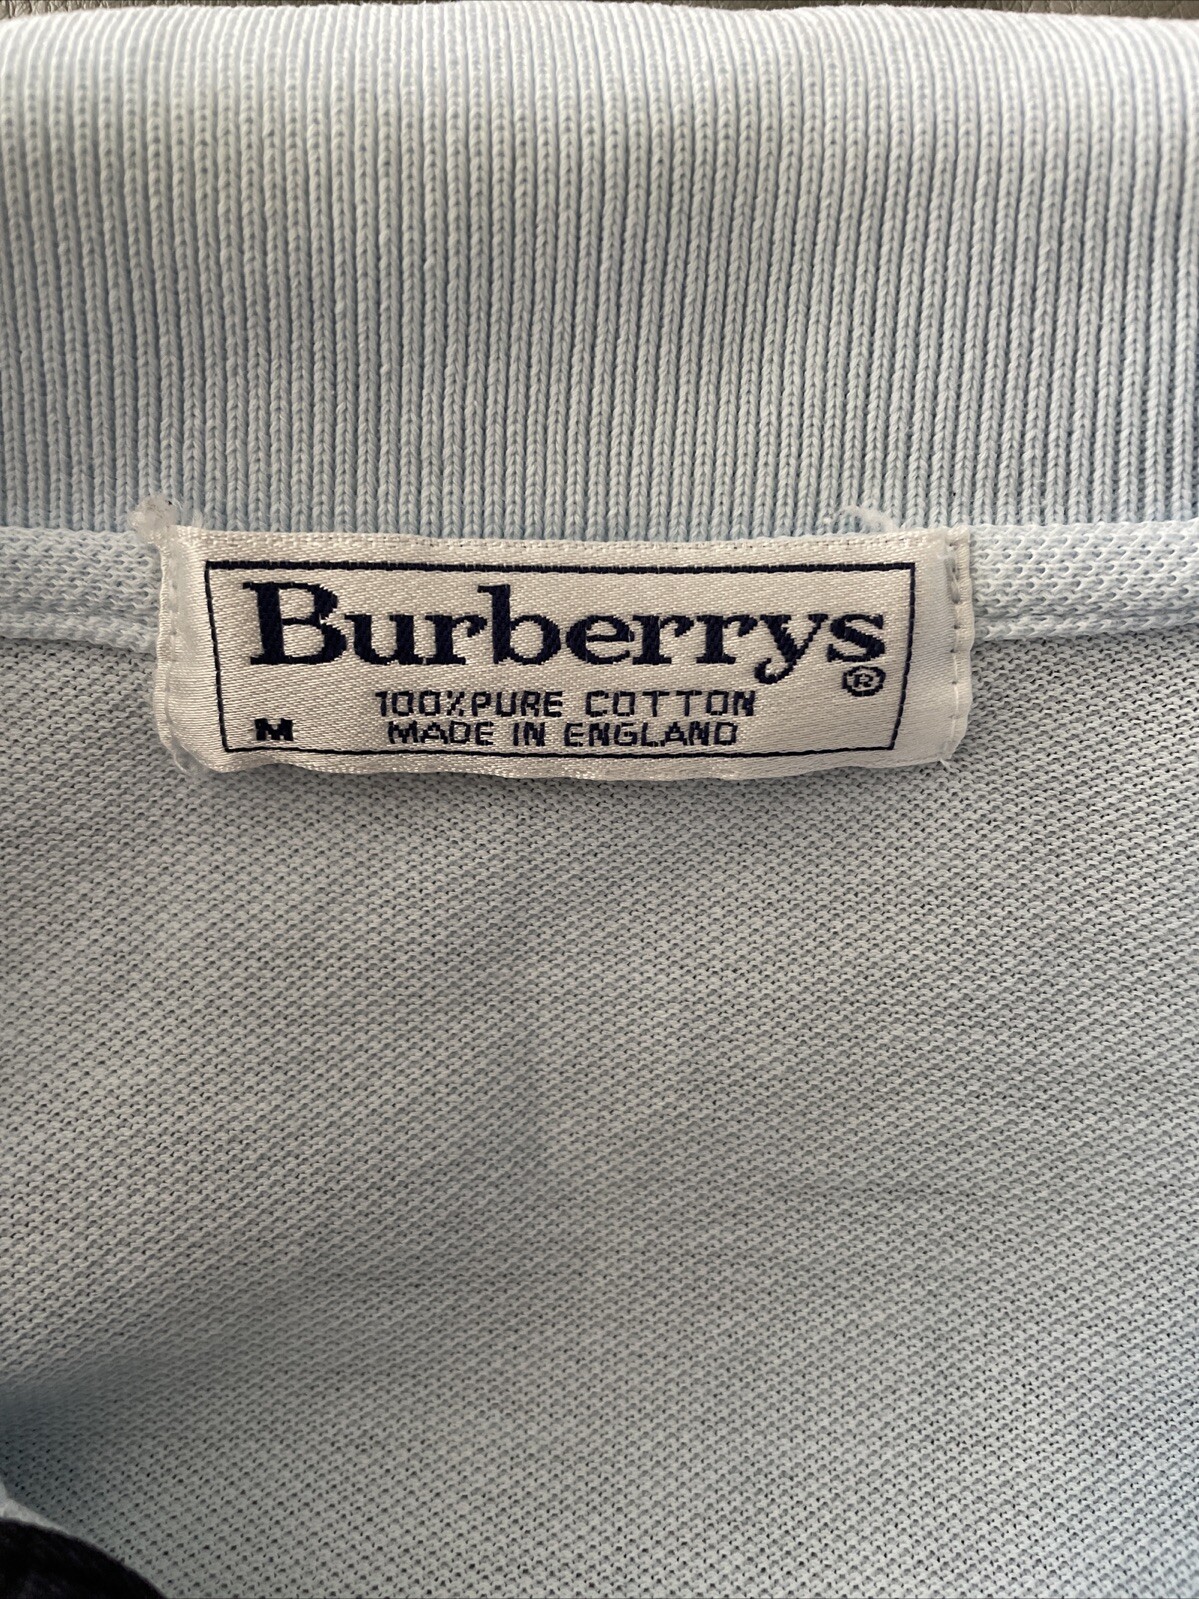 Burberrys
®
100%PURE COTTON
M MADE IN ENGLAND